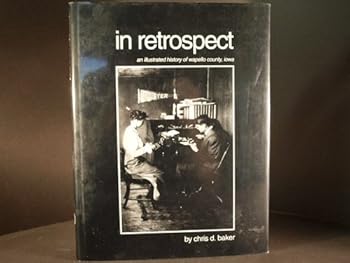 in retrospect
an illustrated history of wapello county, iowa
by chris d. baker